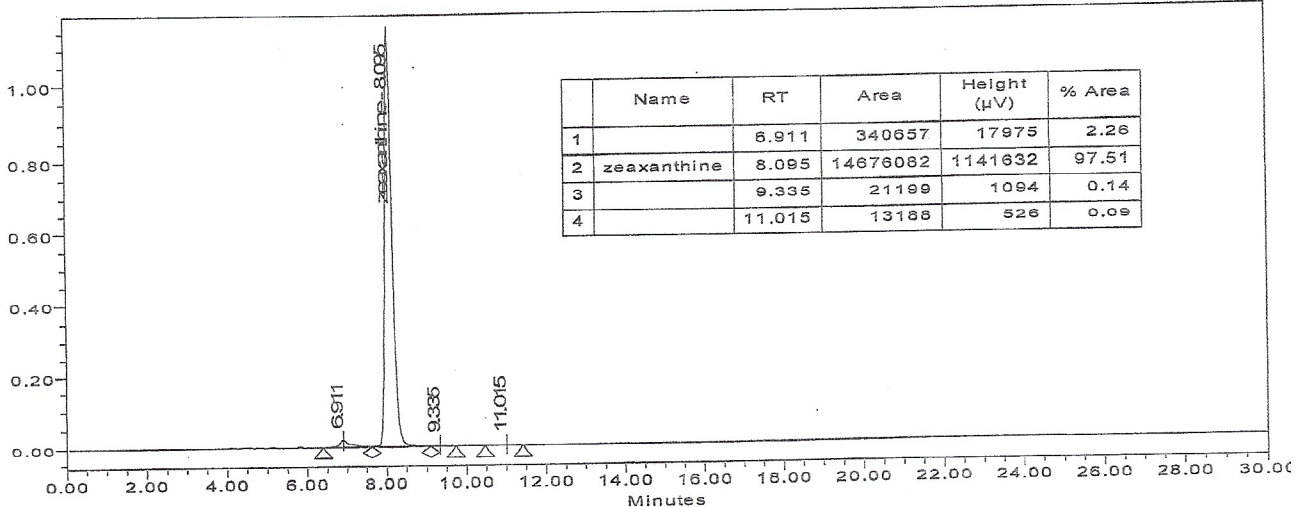 zeaxanthine - 8.095
1.00
0.80
0.60
0.40
0.20
0.00
6.911
9.335
11.015
Name RT Area Height (µV) % Area
1 6.911 340657 17975 2.26
2 zeaxanthine 8.095 14676082 1141632 97.51
3 9.335 21199 1094 0.14
4 11.015 13188 526 0.09
0.00 2.00 4.00 6.00 8.00 10.00 12.00 14.00 16.00 18.00 20.00 22.00 24.00 26.00 28.00 30.00
Minutes